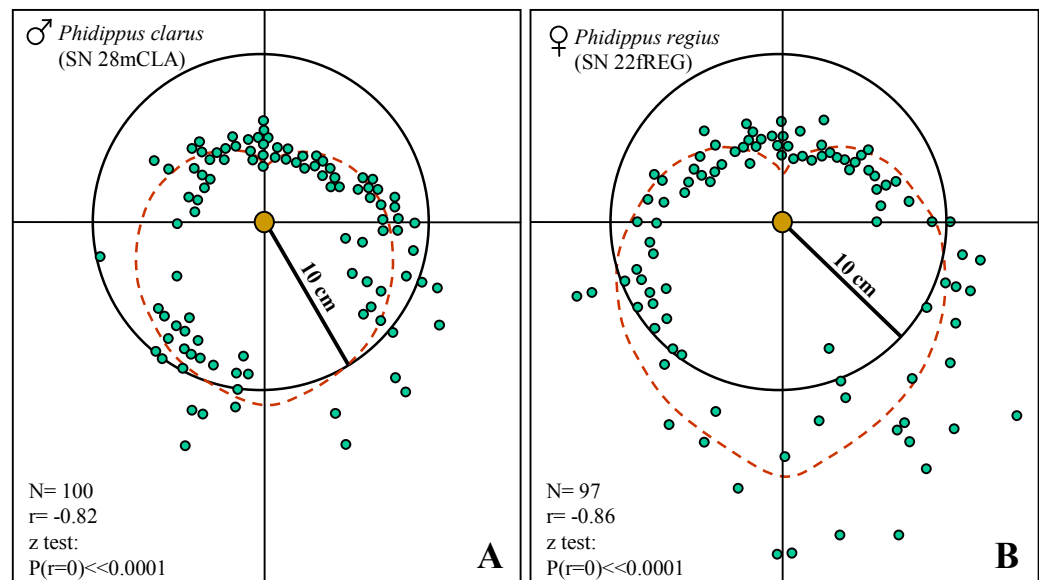 ♂ Phidippus clarus
(SN 28mCLA)
10 cm
N= 100
r= -0.82
z test:
P(r=0)<<0.0001
A
♀ Phidippus regius
(SN 22fREG)
10 cm
N= 97
r= -0.86
z test:
P(r=0)<<0.0001
B